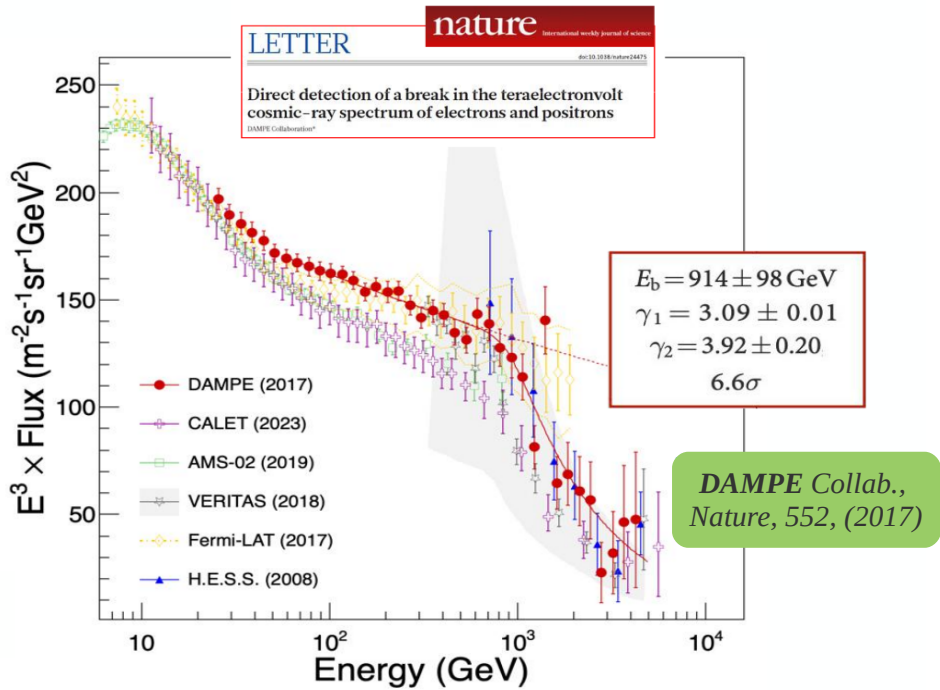 nature International weekly journal of science
LETTER
doi:10.1038/nature24475
Direct detection of a break in the teraelectronvolt
cosmic-ray spectrum of electrons and positrons
DAMPE Collaboration*
E³ × Flux (m⁻²s⁻¹sr⁻¹GeV²)
250
200
150
100
50
E_b = 914 ± 98 GeV
γ₁ = 3.09 ± 0.01
γ₂ = 3.92 ± 0.20
6.6σ
DAMPE (2017)
CALET (2023)
AMS-02 (2019)
VERITAS (2018)
Fermi-LAT (2017)
H.E.S.S. (2008)
DAMPE Collab.,
Nature, 552, (2017)
10 10² 10³ 10⁴
Energy (GeV)